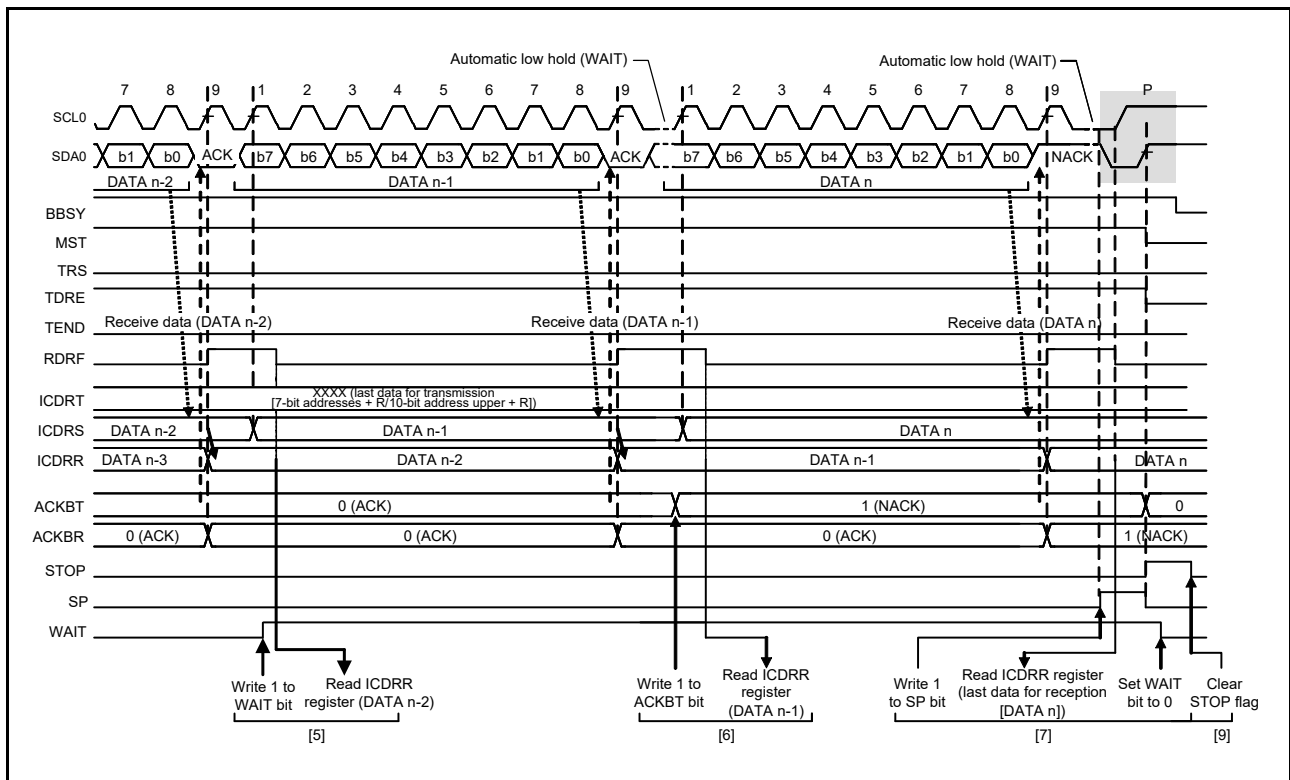 Automatic low hold (WAIT)
Automatic low hold (WAIT)
7 8 9 1 2 3 4 5 6 7 8 9 1 2 3 4 5 6 7 8 9 P
SCL0
SDA0 b1 b0 ACK b7 b6 b5 b4 b3 b2 b1 b0 ACK b7 b6 b5 b4 b3 b2 b1 b0 NACK
DATA n-2 DATA n-1 DATA n
BBSY
MST
TRS
TDRE
Receive data (DATA n-2) Receive data (DATA n-1) Receive data (DATA n)
TEND
RDRF
XXXX (last data for transmission
ICDRT
[7-bit addresses + R/10-bit address upper + R])
ICDRS DATA n-2 DATA n-1 DATA n
ICDRR DATA n-3 DATA n-2 DATA n-1 DATA n
ACKBT 0 (ACK) 1 (NACK) 0
ACKBR 0 (ACK) 0 (ACK) 0 (ACK) 1 (NACK)
STOP
SP
WAIT
Write 1 to
WAIT bit
Read ICDRR
register (DATA n-2)
[5]
Write 1 to
ACKBT bit
Read ICDRR
register
(DATA n-1)
[6]
Write 1
to SP bit
Read ICDRR register
(last data for reception
[DATA n])
Set WAIT
bit to 0
[7]
Clear
STOP flag
[9]